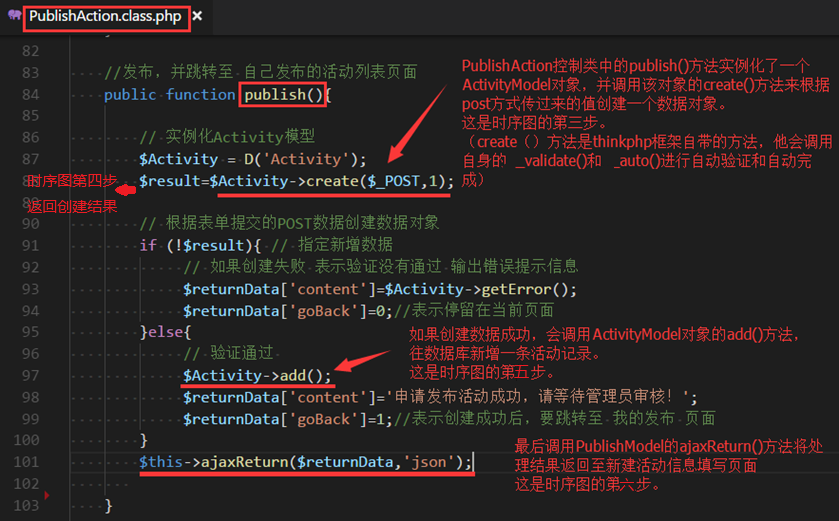 PublishAction.class.php ×
82
83 //发布，并跳转至 自己发布的活动列表页面
84 public function publish(){
85
86 // 实例化Activity模型
87 $Activity = D('Activity');
88 $result=$Activity->create($_POST,1);
89
90 // 根据表单提交的POST数据创建数据对象
91 if (!$result){ // 指定新增数据
92 // 如果创建失败 表示验证没有通过 输出错误提示信息
93 $returnData['content']=$Activity->getError();
94 $returnData['goBack']=0;//表示停留在当前页面
95 }else{
96 // 验证通过
97 $Activity->add();
98 $returnData['content']='申请发布活动成功，请等待管理员审核！';
99 $returnData['goBack']=1;//表示创建成功后，要跳转至 我的发布 页面
100 }
101 $this->ajaxReturn($returnData,'json');
102
103 }
PublishAction控制类中的publish()方法实例化了一个
ActivityModel对象，并调用该对象的create()方法来根据
post方式传过来的值创建一个数据对象。
这是时序图的第三步。
（create（）方法是thinkphp框架自带的方法，他会调用
自身的 _validate()和 _auto()进行自动验证和自动完
成）
时序图第四步
返回创建结果
如果创建数据成功，会调用ActivityModel对象的add()方法，
往数据库新增一条活动记录。
这是时序图的第五步。
最后调用PublishModel的ajaxReturn()方法将处
理结果返回至新建活动信息填写页面
这是时序图的第六步。